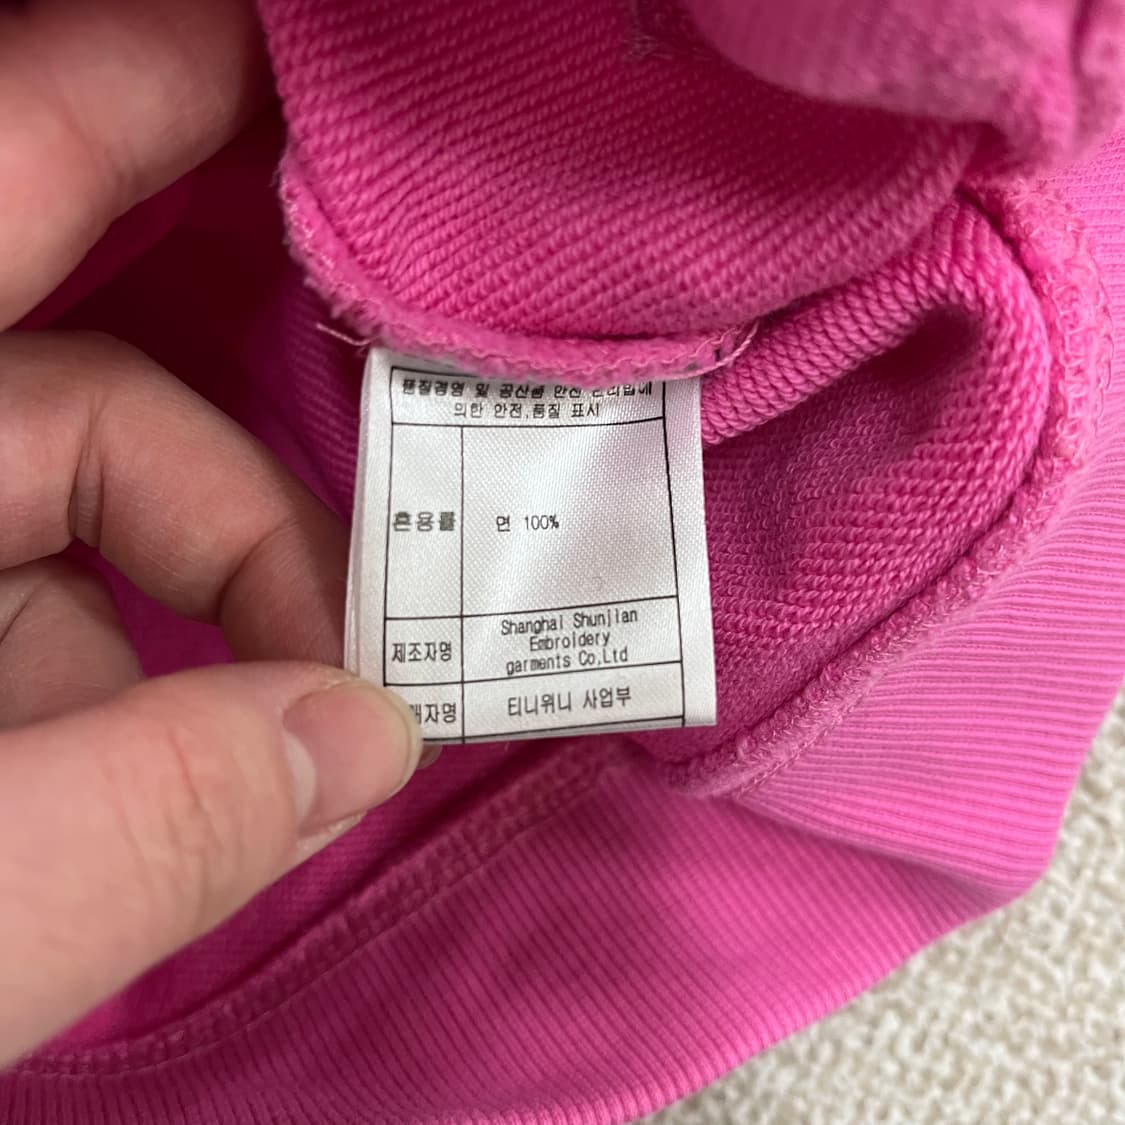 품질경영 및 공산품 안전 관리법에
의한 안전,품질 표시
혼용률
면 100%
제조자명
Shanghai Shunjian
Embroidery
garments Co,Ltd
자명
티니위니 사업부